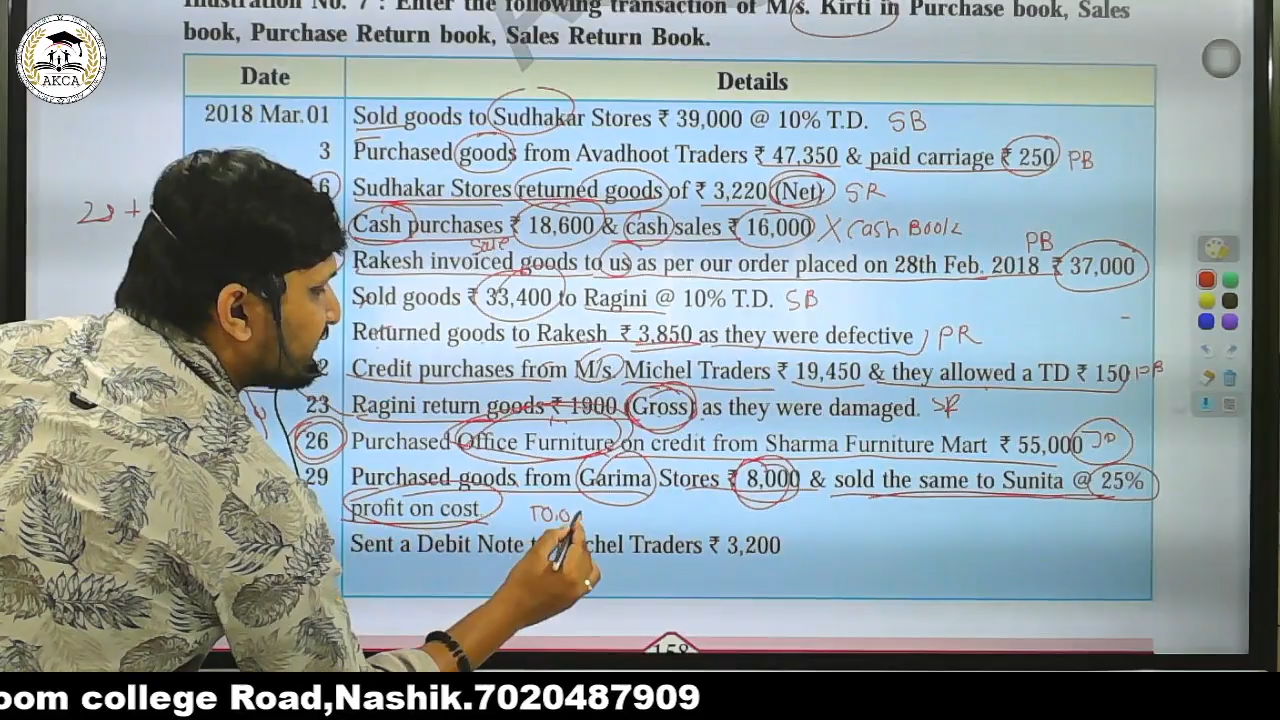 Illustration No. 7 : Enter the following transaction of M/s. Kirti in Purchase book, Sales
book, Purchase Return book, Sales Return Book.
AKCA
Date Details
2018 Mar. 01 Sold goods to Sudhakar Stores ₹ 39,000 @ 10% T.D. SB
3 Purchased goods from Avadhoot Traders ₹ 47,350 & paid carriage ₹ 250 PB
6 Sudhakar Stores returned goods of ₹ 3,220 (Net) SR
Cash purchases ₹ 18,600 & cash sales ₹ 16,000 X Cash Book
sale PB
Rakesh invoiced goods to us as per our order placed on 28th Feb. 2018 ₹ 37,000
Sold goods ₹ 33,400 to Ragini @ 10% T.D. SB
Returned goods to Rakesh ₹ 3,850 as they were defective PR
2 Credit purchases from M/s. Michel Traders ₹ 19,450 & they allowed a TD ₹ 150 PB
23 Ragini return goods ₹ 1900 (Gross) as they were damaged. SR
26 Purchased Office Furniture on credit from Sharma Furniture Mart ₹ 55,000
29 Purchased goods from Garima Stores ₹ 8,000 & sold the same to Sunita @ 25%
profit on cost
Sent a Debit Note Traders ₹ 3,200
158
oom college Road,Nashik.7020487909